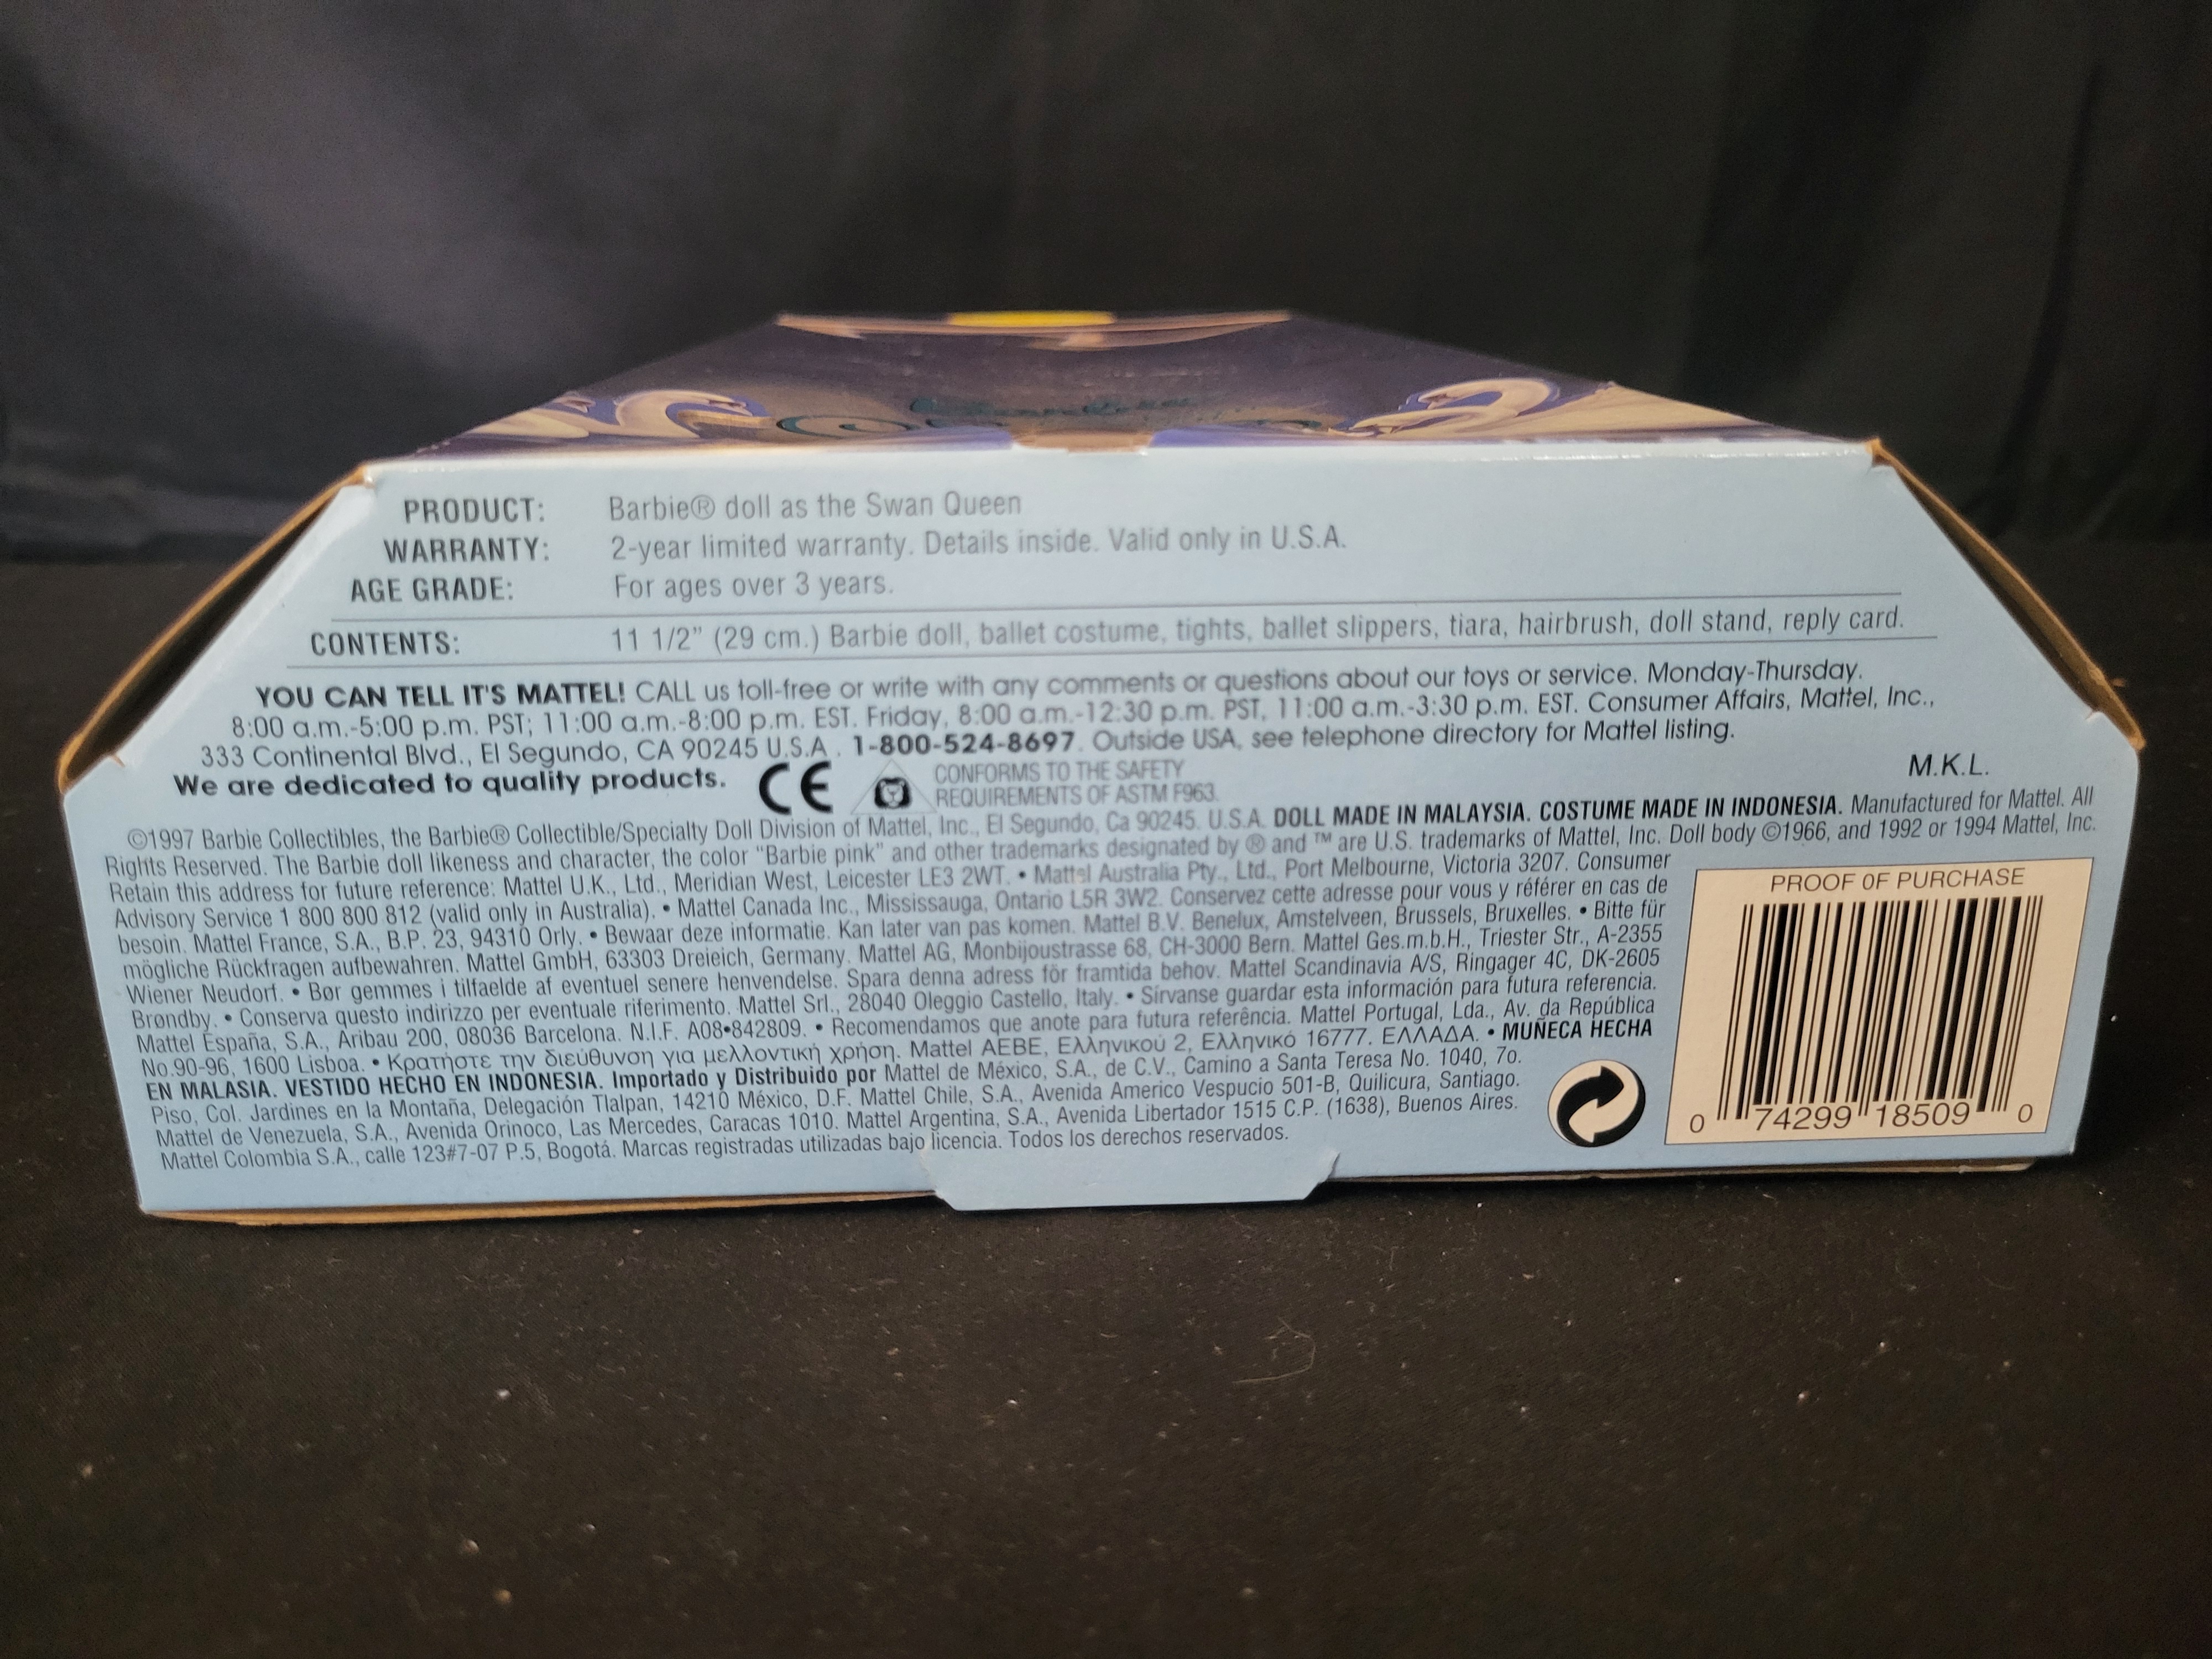 PRODUCT: Barbie® doll as the Swan Queen
WARRANTY: 2-year limited warranty. Details inside. Valid only in U.S.A.
AGE GRADE: For ages over 3 years.
CONTENTS: 11 1/2" (29 cm.) Barbie doll, ballet costume, tights, ballet slippers, tiara, hairbrush, doll stand, reply card.
YOU CAN TELL IT'S MATTEL! CALL us toll-free or write with any comments or questions about our toys or service. Monday-Thursday.
8:00 a.m.-5:00 p.m. PST; 11:00 a.m.-8:00 p.m. EST. Friday, 8:00 a.m.-12:30 p.m. PST, 11:00 a.m.-3:30 p.m. EST. Consumer Affairs, Mattel, Inc.,
333 Continental Blvd., El Segundo, CA 90245 U.S.A . 1-800-524-8697. Outside USA, see telephone directory for Mattel listing.
We are dedicated to quality products. CE CONFORMS TO THE SAFETY
REQUIREMENTS OF ASTM F963.
M.K.L.
©1997 Barbie Collectibles, the Barbie® Collectible/Specialty Doll Division of Mattel, Inc., El Segundo, Ca 90245. U.S.A. DOLL MADE IN MALAYSIA. COSTUME MADE IN INDONESIA. Manufactured for Mattel. All
Rights Reserved. The Barbie doll likeness and character, the color "Barbie pink" and other trademarks designated by ® and ™ are U.S. trademarks of Mattel, Inc. Doll body ©1966, and 1992 or 1994 Mattel, Inc.
Retain this address for future reference: Mattel U.K., Ltd., Meridian West, Leicester LE3 2WT. • Mattel Australia Pty., Ltd., Port Melbourne, Victoria 3207. Consumer
Advisory Service 1 800 800 812 (valid only in Australia). • Mattel Canada Inc., Mississauga, Ontario L5R 3W2. Conservez cette adresse pour vous y référer en cas de
besoin. Mattel France, S.A., B.P. 23, 94310 Orly. • Bewaar deze informatie. Kan later van pas komen. Mattel B.V. Benelux, Amstelveen, Brussels, Bruxelles. • Bitte für
mögliche Rückfragen aufbewahren. Mattel GmbH, 63303 Dreieich, Germany. Mattel AG, Monbijoustrasse 68, CH-3000 Bern. Mattel Ges.m.b.H., Triester Str., A-2355
Wiener Neudorf. • Bør gemmes i tilfaelde af eventuel senere henvendelse. Spara denna adress för framtida behov. Mattel Scandinavia A/S, Ringager 4C, DK-2605
Brøndby. • Conserva questo indirizzo per eventuale riferimento. Mattel Srl., 28040 Oleggio Castello, Italy. • Sírvanse guardar esta información para futura referencia.
Mattel España, S.A., Aribau 200, 08036 Barcelona. N.I.F. A08•842809. • Recomendamos que anote para futura referência. Mattel Portugal, Lda., Av. da República
No.90-96, 1600 Lisboa. • Κρατήστε την διεύθυνση για μελλοντική χρήση. Mattel AEBE, Ελληνικού 2, Ελληνικό 16777. ΕΛΛΑΔΑ. • MUÑECA HECHA
EN MALASIA. VESTIDO HECHO EN INDONESIA. Importado y Distribuido por Mattel de México, S.A., de C.V., Camino a Santa Teresa No. 1040, 7o.
Piso, Col. Jardines en la Montaña, Delegación Tlalpan, 14210 México, D.F. Mattel Chile, S.A., Avenida Americo Vespucio 501-B, Quilicura, Santiago.
Mattel de Venezuela, S.A., Avenida Orinoco, Las Mercedes, Caracas 1010. Mattel Argentina, S.A., Avenida Libertador 1515 C.P. (1638), Buenos Aires.
Mattel Colombia S.A., calle 123#7-07 P.5, Bogotá. Marcas registradas utilizadas bajo licencia. Todos los derechos reservados.
PROOF OF PURCHASE
0 74299 18509 0